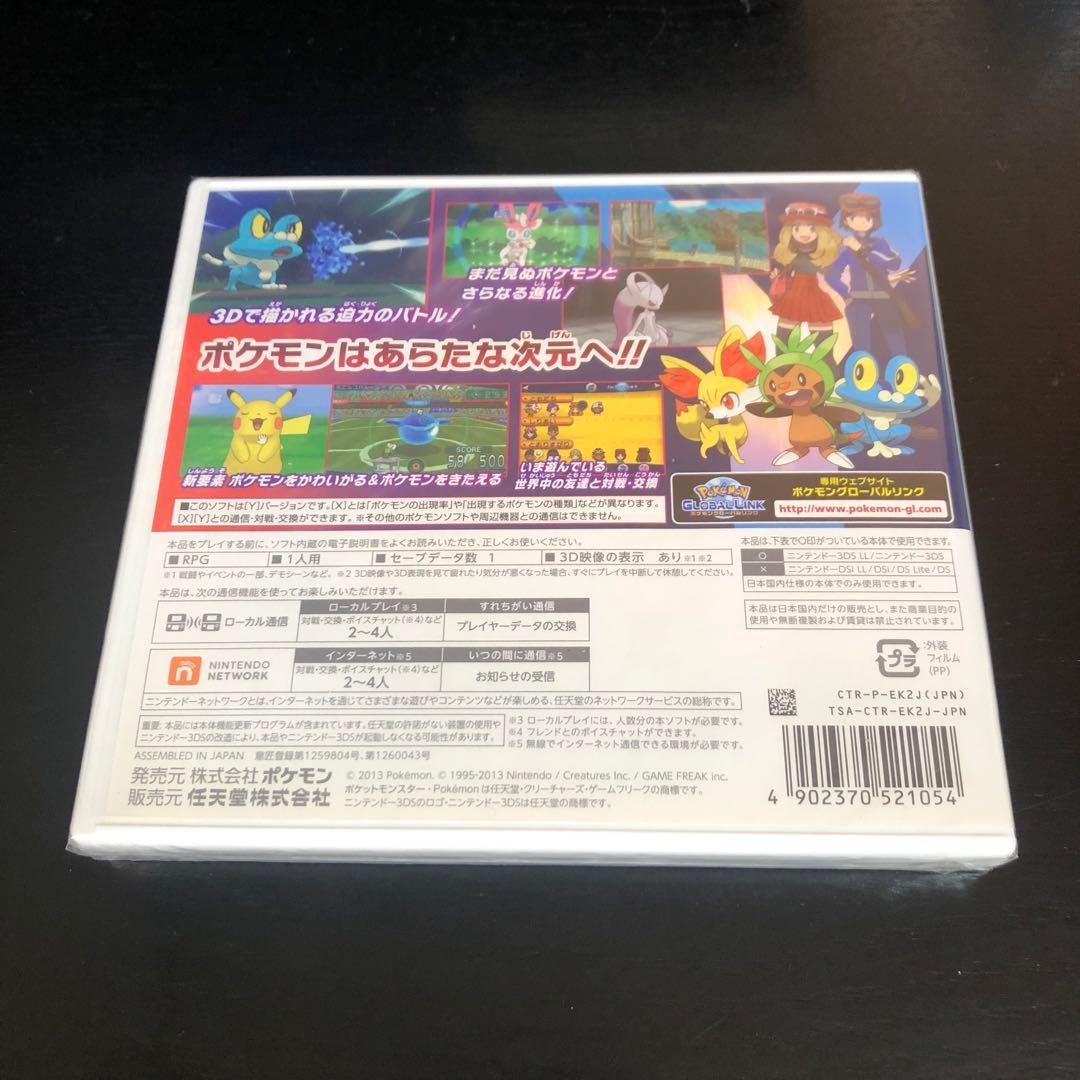 3Dで描かれる迫力のバトル!
まだ見ぬポケモンと
さらなる進化!
ポケモンはあらたな次元へ!!
新要素 ポケモンをかわいがる&ポケモンをきたえる
SCORE
58 500
いま遊んでいる
世界中の友達と対戦・交換
POKéMON
GLOBAL LINK
ポケモングローバルリンク
専用ウェブサイト
ポケモングローバルリンク
http://www.pokemon-gl.com
■このソフトは[Y]バージョンです。[X]とは「ポケモンの出現率」や「出現するポケモンの種類」などが異なります。
[X][Y]との通信・対戦・交換ができます。※その他のポケモンソフトや周辺機器との通信はできません。
本品をプレイする前に、ソフト内蔵の電子説明書をよくお読みいただき、正しくお使いください。
■RPG ■1人用 ■セーブデータ数 1 ■3D映像の表示 あり※1※2
※1 戦闘やイベントの一部、デモシーンなど。 ※2 3D映像や3D表現を見て疲れたり気分が悪くなった場合、すぐにプレイを中断して休憩してください。
本品は、下表で○印がついている本体で使用できます。
○ ニンテンドー3DS LL/ニンテンドー3DS
× ニンテンドーDSi LL/DSi/DS Lite/DS
日本国内仕様の本体でのみ使用できます。
本品は、次の通信機能を使ってお楽しみいただけます。
ローカル通信
ローカルプレイ※3
対戦・交換・ボイスチャット(※4)など
2〜4人
すれちがい通信
プレイヤーデータの交換
NINTENDO
NETWORK
インターネット※5
対戦・交換・ボイスチャット(※4)など
2〜4人
いつの間に通信※5
お知らせの受信
本品は日本国内だけの販売とし、また商業目的の
使用や無断複製および賃貸は禁止されています。
プラ
:外装
フィルム
(PP)
ニンテンドーネットワークとは、インターネットを通じてさまざまな遊びやコンテンツなどが楽しめる、任天堂のネットワークサービスの総称です。
重要:本品には本体機能更新プログラムが含まれています。任天堂の許諾がない装置の使用や
ニンテンドー3DSの改造により、本品やニンテンドー3DSが起動しなくなる可能性があります。
※3 ローカルプレイには、人数分の本ソフトが必要です。
※4 フレンドとのボイスチャットができます。
※5 無線でインターネット通信できる環境が必要です。
CTR-P-EK2J(JPN)
TSA-CTR-EK2J-JPN
ASSEMBLED IN JAPAN 意匠登録第1259804号、第1260043号
発売元 株式会社ポケモン
販売元 任天堂株式会社
© 2013 Pokémon. © 1995-2013 Nintendo / Creatures Inc. / GAME FREAK inc.
ポケットモンスター・Pokémonは任天堂・クリーチャーズ・ゲームフリークの商標です。
ニンテンドー3DSのロゴ・ニンテンドー3DSは任天堂の商標です。
4 902370 521054